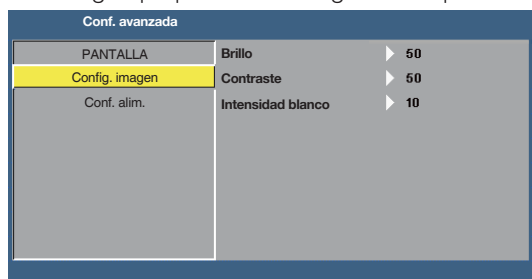 Conf. avanzada
PANTALLA
Config. imagen
Conf. alim.
Brillo 50
Contraste 50
Intensidad blanco 10